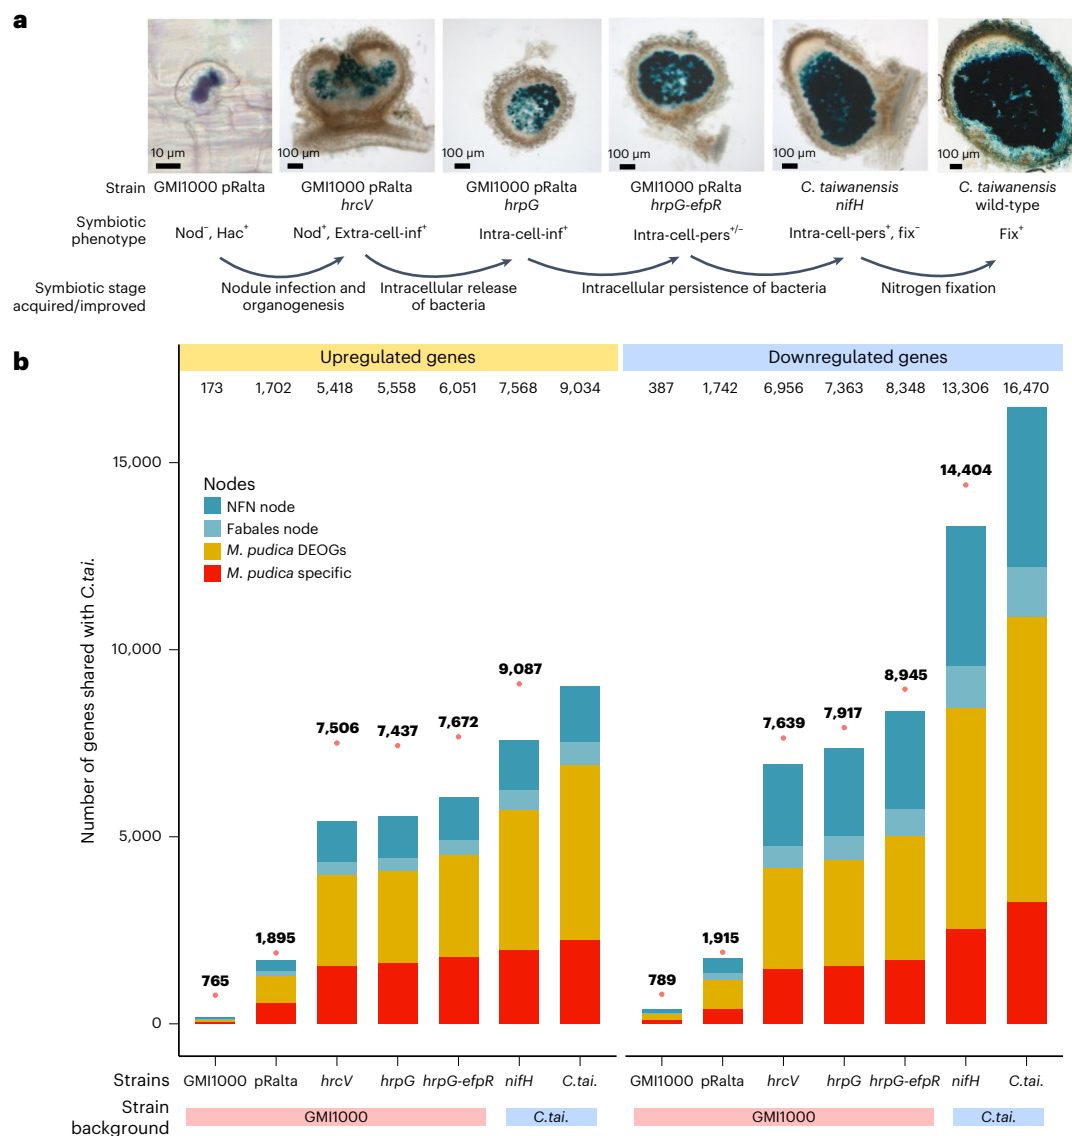 a
10 µm
100 µm
100 µm
100 µm
100 µm
100 µm
Strain
GMI1000 pRalta
GMI1000 pRalta
hrcV
GMI1000 pRalta
hrpG
GMI1000 pRalta
hrpG-efpR
C. taiwanensis
nifH
C. taiwanensis
wild-type
Symbiotic
phenotype
Nod⁻, Hac⁺
Nod⁺, Extra-cell-inf⁺
Intra-cell-inf⁺
Intra-cell-pers⁺/⁻
Intra-cell-pers⁺, fix⁻
Fix⁺
Symbiotic stage
acquired/improved
Nodule infection and
organogenesis
Intracellular release
of bacteria
Intracellular persistence of bacteria
Nitrogen fixation
b
Upregulated genes
Downregulated genes
173 1,702 5,418 5,558 6,051 7,568 9,034
387 1,742 6,956 7,363 8,348 13,306 16,470
Number of genes shared with C.tai.
15,000
10,000
5,000
0
Nodes
NFN node
Fabales node
M. pudica DEOGs
M. pudica specific
765
1,895
7,506
7,437
7,672
9,087
789
1,915
7,639
7,917
8,945
14,404
Strains
GMI1000 pRalta hrcV hrpG hrpG-efpR nifH C.tai.
GMI1000 pRalta hrcV hrpG hrpG-efpR nifH C.tai.
Strain
background
GMI1000
C.tai.
GMI1000
C.tai.